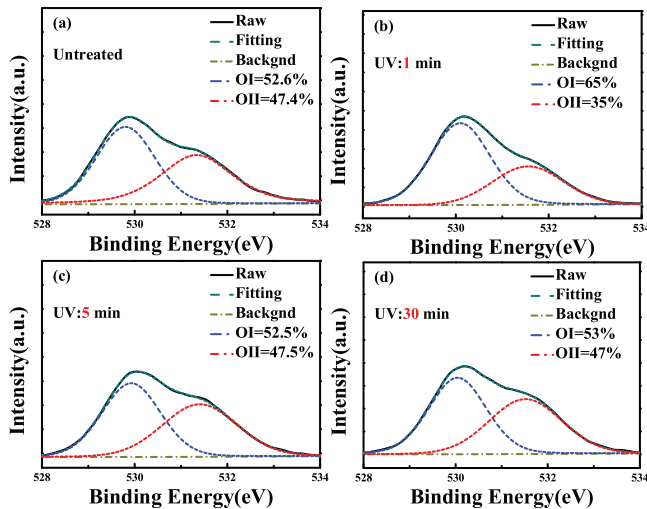 (a)
Untreated
Raw
Fitting
Backgnd
OI=52.6%
OII=47.4%
Intensity(a.u.)
528 530 532 534
Binding Energy(eV)
(b)
UV:1 min
Raw
Fitting
Backgnd
OI=65%
OII=35%
Intensity(a.u.)
528 530 532 534
Binding Energy(eV)
(c)
UV:5 min
Raw
Fitting
Backgnd
OI=52.5%
OII=47.5%
Intensity(a.u.)
528 530 532 534
Binding Energy(eV)
(d)
UV:30 min
Raw
Fitting
Backgnd
OI=53%
OII=47%
Intensity(a.u.)
528 530 532 534
Binding Energy(eV)